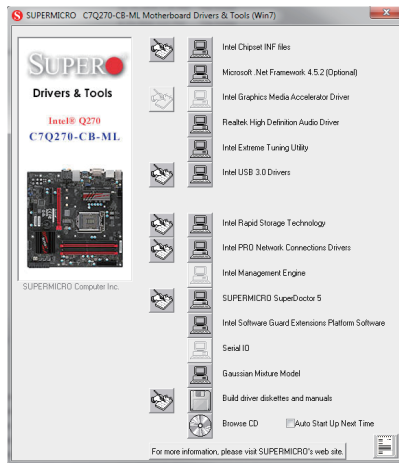 SUPERMICRO C7Q270-CB-ML Motherboard Drivers & Tools (Win7)
SUPERO
Drivers & Tools
Intel® Q270
C7Q270-CB-ML
SUPERMICRO Computer Inc.
Intel Chipset INF files
Microsoft .Net Framework 4.5.2 (Optional)
Intel Graphics Media Accelerator Driver
Realtek High Definition Audio Driver
Intel Extreme Tuning Utility
Intel USB 3.0 Drivers
Intel Rapid Storage Technology
Intel PRO Network Connections Drivers
Intel Management Engine
SUPERMICRO SuperDoctor 5
Intel Software Guard Extensions Platform Software
Serial IO
Gaussian Mixture Model
Build driver diskettes and manuals
Browse CD
Auto Start Up Next Time
For more information, please visit SUPERMICRO's web site.